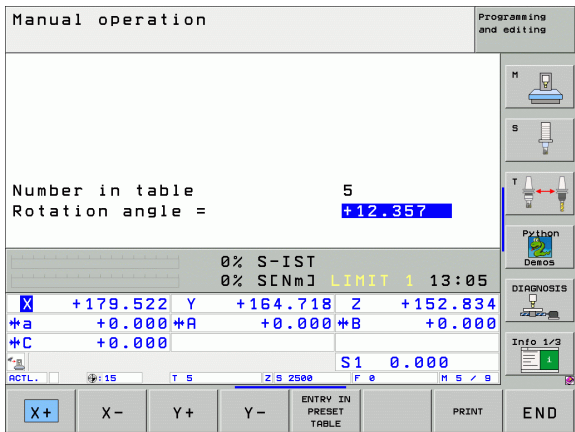 Manual operation
Programming
and editing
M
S
T
Number in table 5
Rotation angle = +12.357
Python
Demos
0% S-IST
0% S[Nm] LIMIT 1 13:05
DIAGNOSIS
X +179.522 Y +164.718 Z +152.834
a +0.000 A +0.000 B +0.000
C +0.000
Info 1/3
1
S1 0.000
ACTL. : 15 T 5 Z S 2500 F 0 M 5 / 9
X+ X- Y+ Y- ENTRY IN PRESET TABLE PRINT END